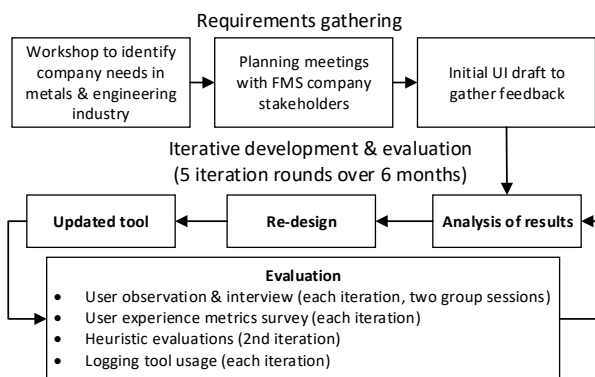 Requirements gathering
Workshop to identify
company needs in
metals & engineering
industry
Planning meetings
with FMS company
stakeholders
Initial UI draft to
gather feedback
Iterative development & evaluation
(5 iteration rounds over 6 months)
Updated tool
Re-design
Analysis of results
Evaluation
• User observation & interview (each iteration, two group sessions)
• User experience metrics survey (each iteration)
• Heuristic evaluations (2nd iteration)
• Logging tool usage (each iteration)